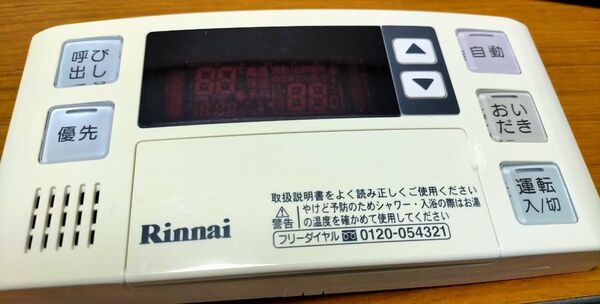 呼び
出し
優先
自動
おい
だき
運転
入/切
取扱説明書をよく読み正しくご使用ください
警告
やけど予防のためシャワー・入浴の際はお湯
の温度を確かめて使用してください
Rinnai
フリーダイヤル 0120-054321